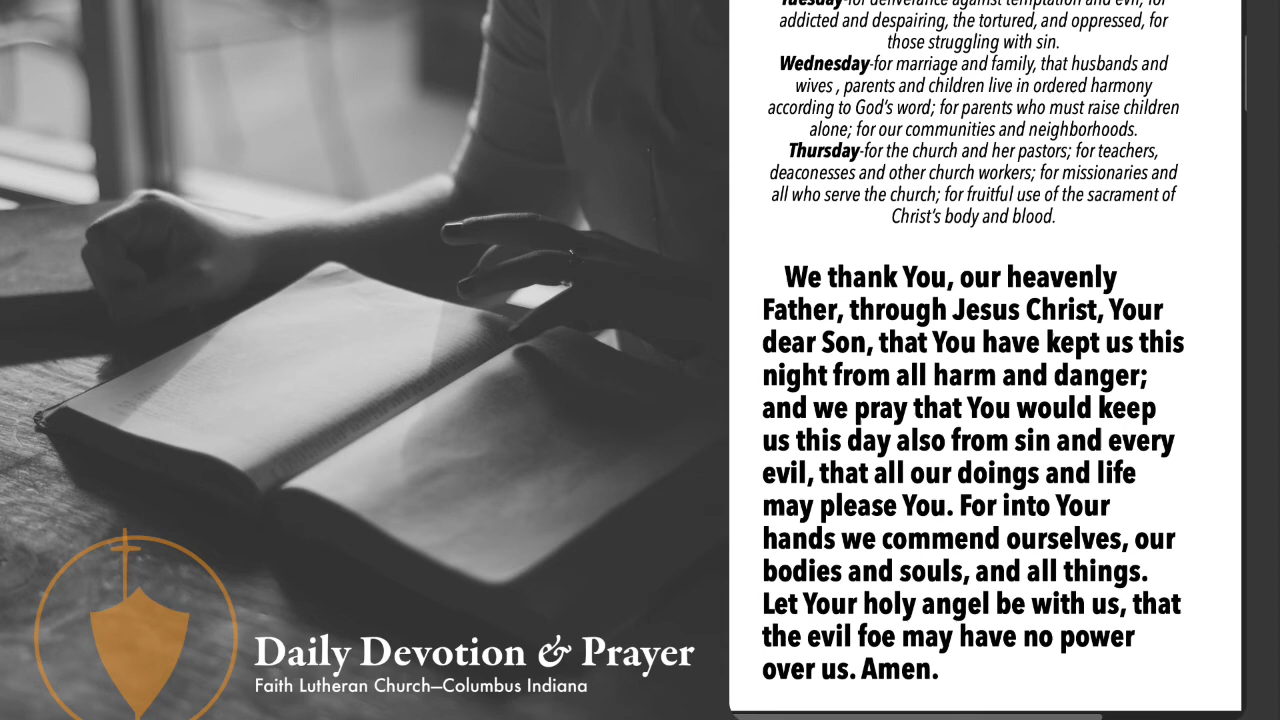 Tuesday-for deliverance against temptation and evil; for
addicted and despairing, the tortured, and oppressed, for
those struggling with sin.
Wednesday-for marriage and family, that husbands and
wives , parents and children live in ordered harmony
according to God's word; for parents who must raise children
alone; for our communities and neighborhoods.
Thursday-for the church and her pastors; for teachers,
deaconesses and other church workers; for missionaries and
all who serve the church; for fruitful use of the sacrament of
Christ's body and blood.
We thank You, our heavenly
Father, through Jesus Christ, Your
dear Son, that You have kept us this
night from all harm and danger;
and we pray that You would keep
us this day also from sin and every
evil, that all our doings and life
may please You. For into Your
hands we commend ourselves, our
bodies and souls, and all things.
Let Your holy angel be with us, that
the evil foe may have no power
over us. Amen.
Daily Devotion & Prayer
Faith Lutheran Church—Columbus Indiana